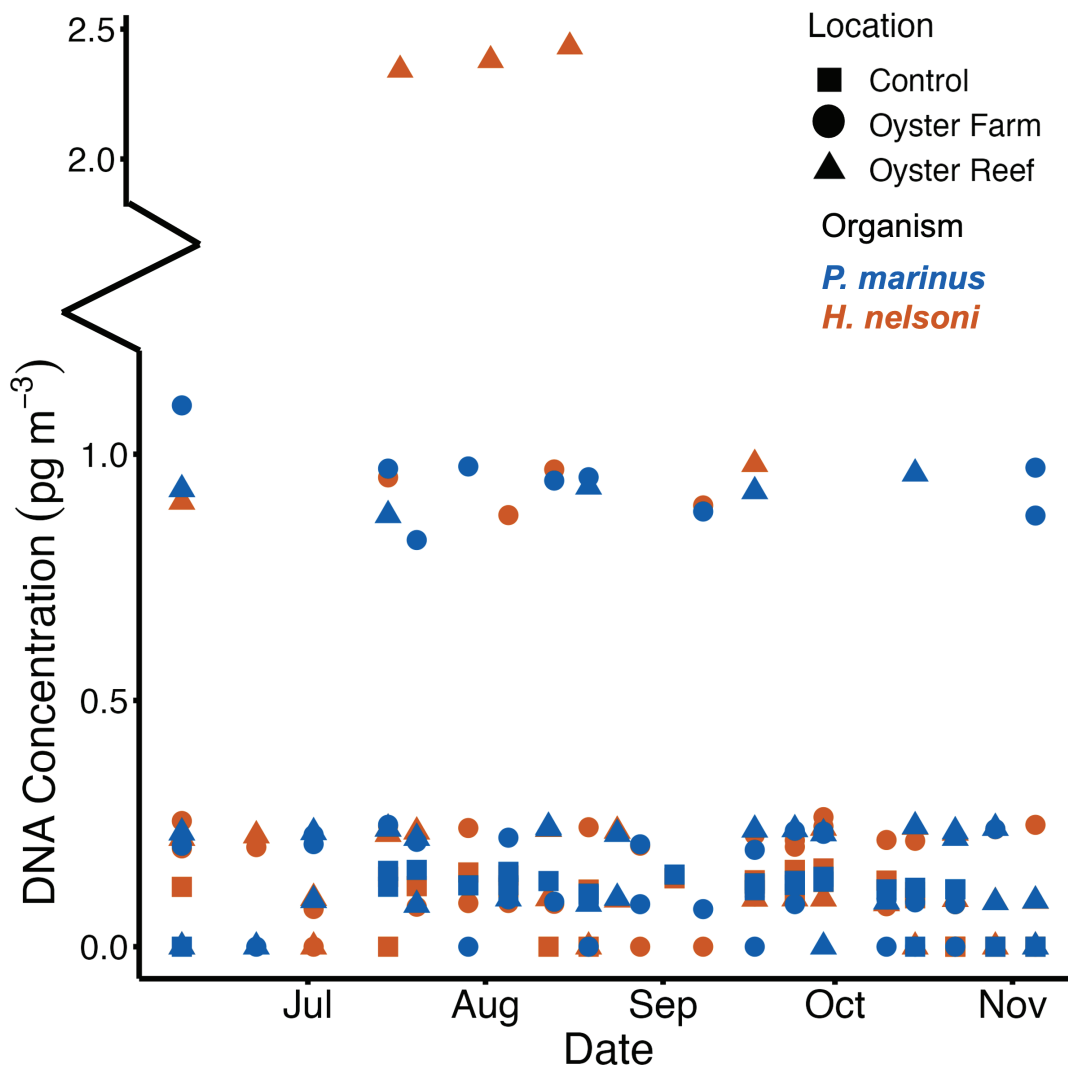 2.5
2.0
1.0
0.5
0.0
DNA Concentration (pg m⁻³)
Location
Control
Oyster Farm
Oyster Reef
Organism
P. marinus
H. nelsoni
Jul Aug Sep Oct Nov
Date